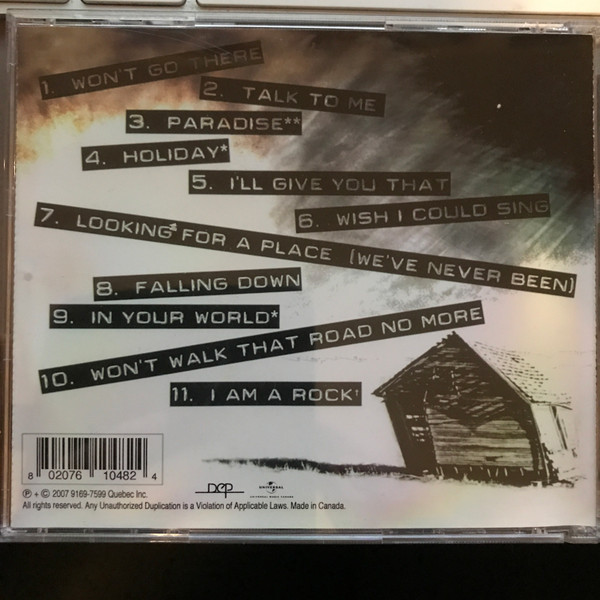 1. WON'T GO THERE
2. TALK TO ME
3. PARADISE**
4. HOLIDAY*
5. I'LL GIVE YOU THAT
6. WISH I COULD SING
7. LOOKING FOR A PLACE (WE'VE NEVER BEEN)
8. FALLING DOWN
9. IN YOUR WORLD*
10. WON'T WALK THAT ROAD NO MORE
11. I AM A ROCK†
8 02076 10482 4
DEP
UNIVERSAL
℗ + © 2007 9169-7599 Quebec Inc.
All rights reserved. Any Unauthorized Duplication is a Violation of Applicable Laws. Made in Canada.